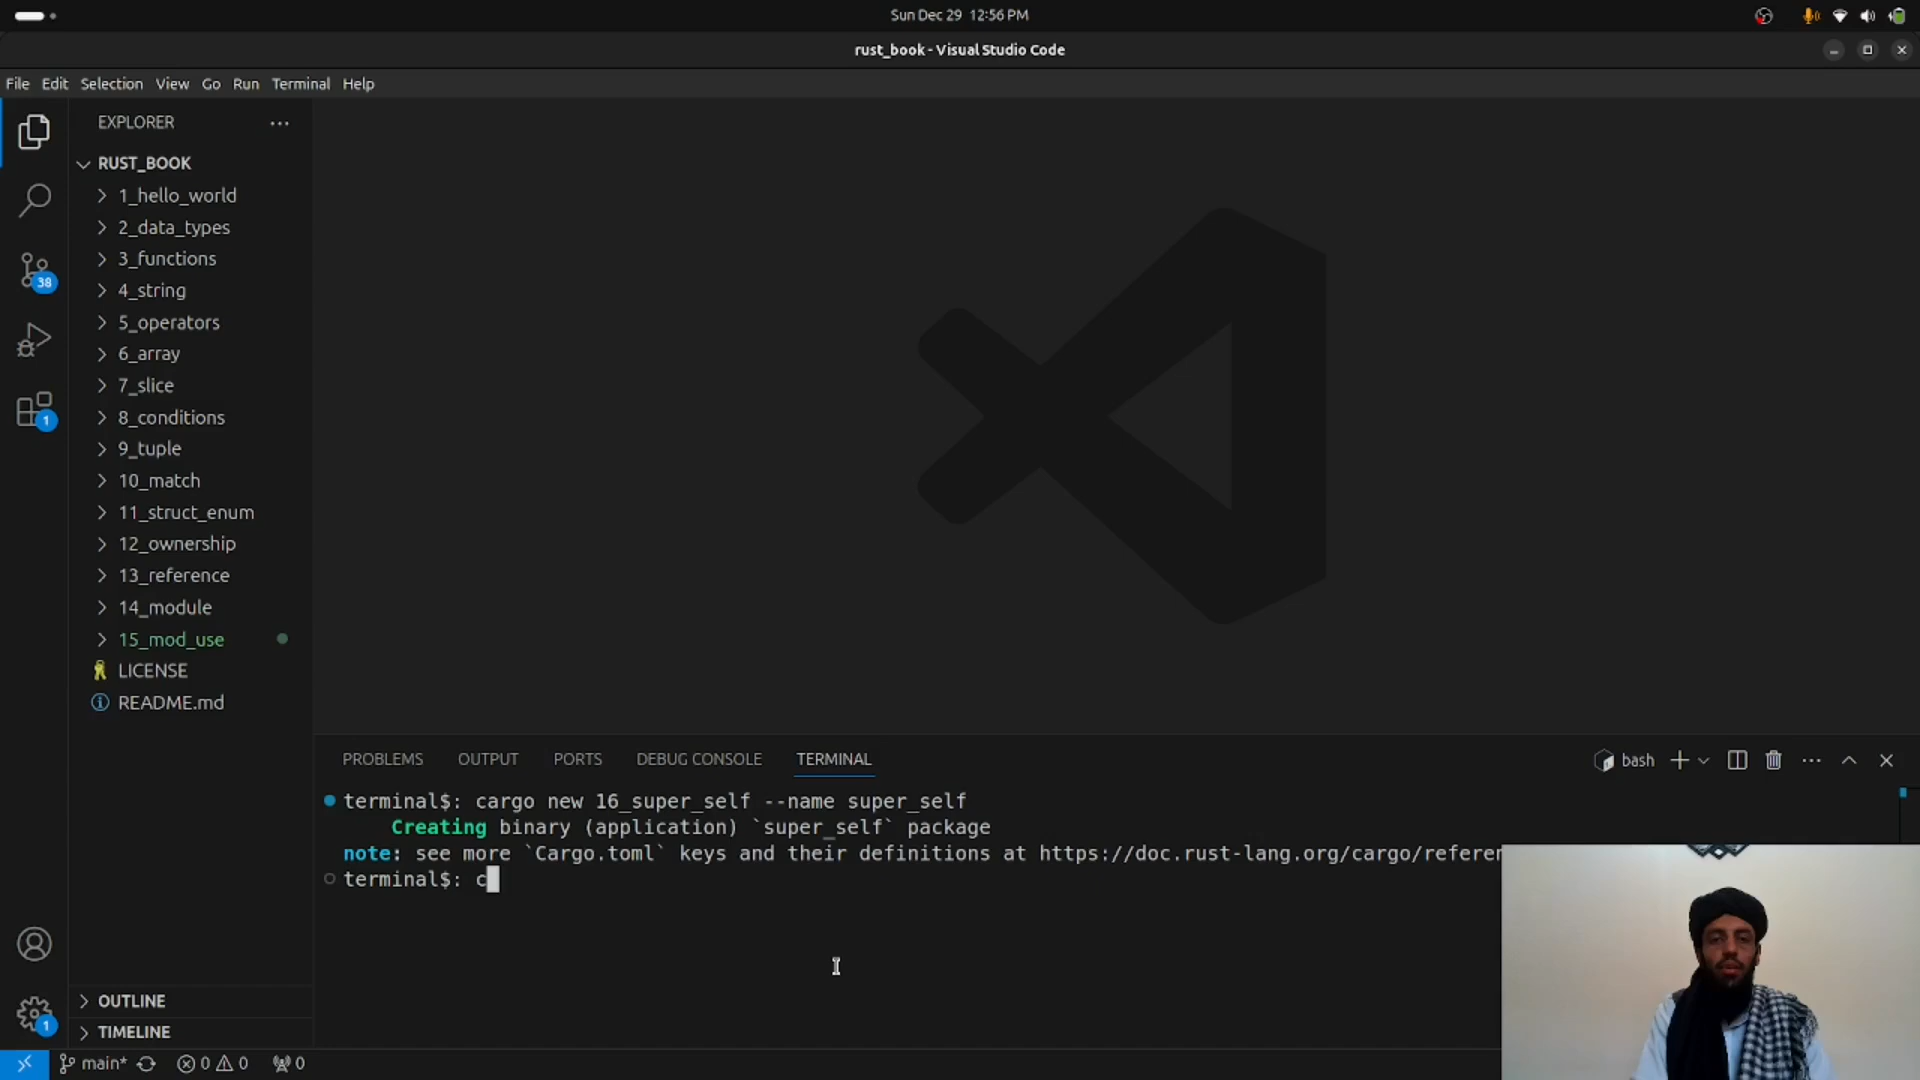 Sun Dec 29 12:56 PM
rust_book - Visual Studio Code
File Edit Selection View Go Run Terminal Help
EXPLORER
RUST_BOOK
1_hello_world
2_data_types
3_functions
4_string
38
5_operators
6_array
7_slice
8_conditions
1
9_tuple
10_match
11_struct_enum
12_ownership
13_reference
14_module
15_mod_use
LICENSE
README.md
PROBLEMS OUTPUT PORTS DEBUG CONSOLE TERMINAL
bash
terminal$: cargo new 16_super_self --name super_self
Creating binary (application) `super_self` package
note: see more `Cargo.toml` keys and their definitions at https://doc.rust-lang.org/cargo/referen
terminal$: c
OUTLINE
1
TIMELINE
main* 0 0 0